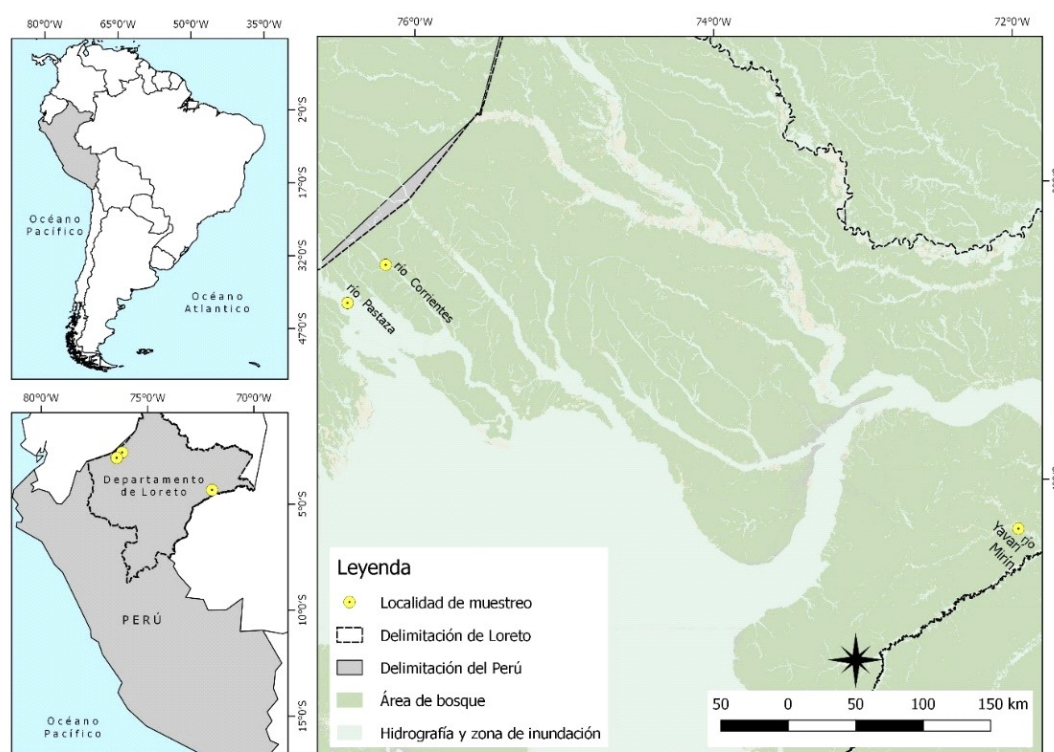 80°0'W 65°0'W 50°0'W 35°0'W
2°0'S
17°0'S
32°0'S
47°0'S
Océano
Pacífico
Océano
Atlantico
80°0'W 75°0'W 70°0'W
5°0'S
10°0'S
15°0'S
Departamento
de Loreto
PERÚ
Océano
Pacífico
76°0'W 74°0'W 72°0'W
río Corrientes
río Pastaza
río
Yavarí
Mirín
Leyenda
Localidad de muestreo
Delimitación de Loreto
Delimitación del Perú
Área de bosque
Hidrografía y zona de inundación
50 0 50 100 150 km